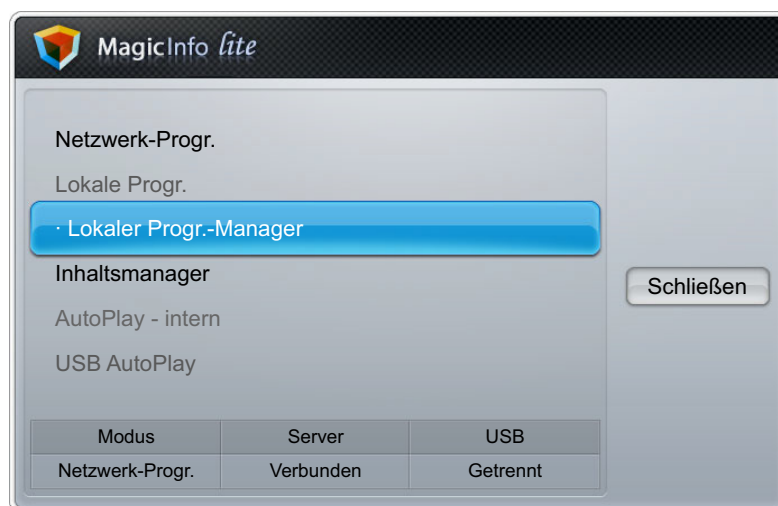 MagicInfo lite
Netzwerk-Progr.
Lokale Progr.
· Lokaler Progr.-Manager
Inhaltsmanager
AutoPlay - intern
USB AutoPlay
Schließen
Modus Server USB
Netzwerk-Progr. Verbunden Getrennt